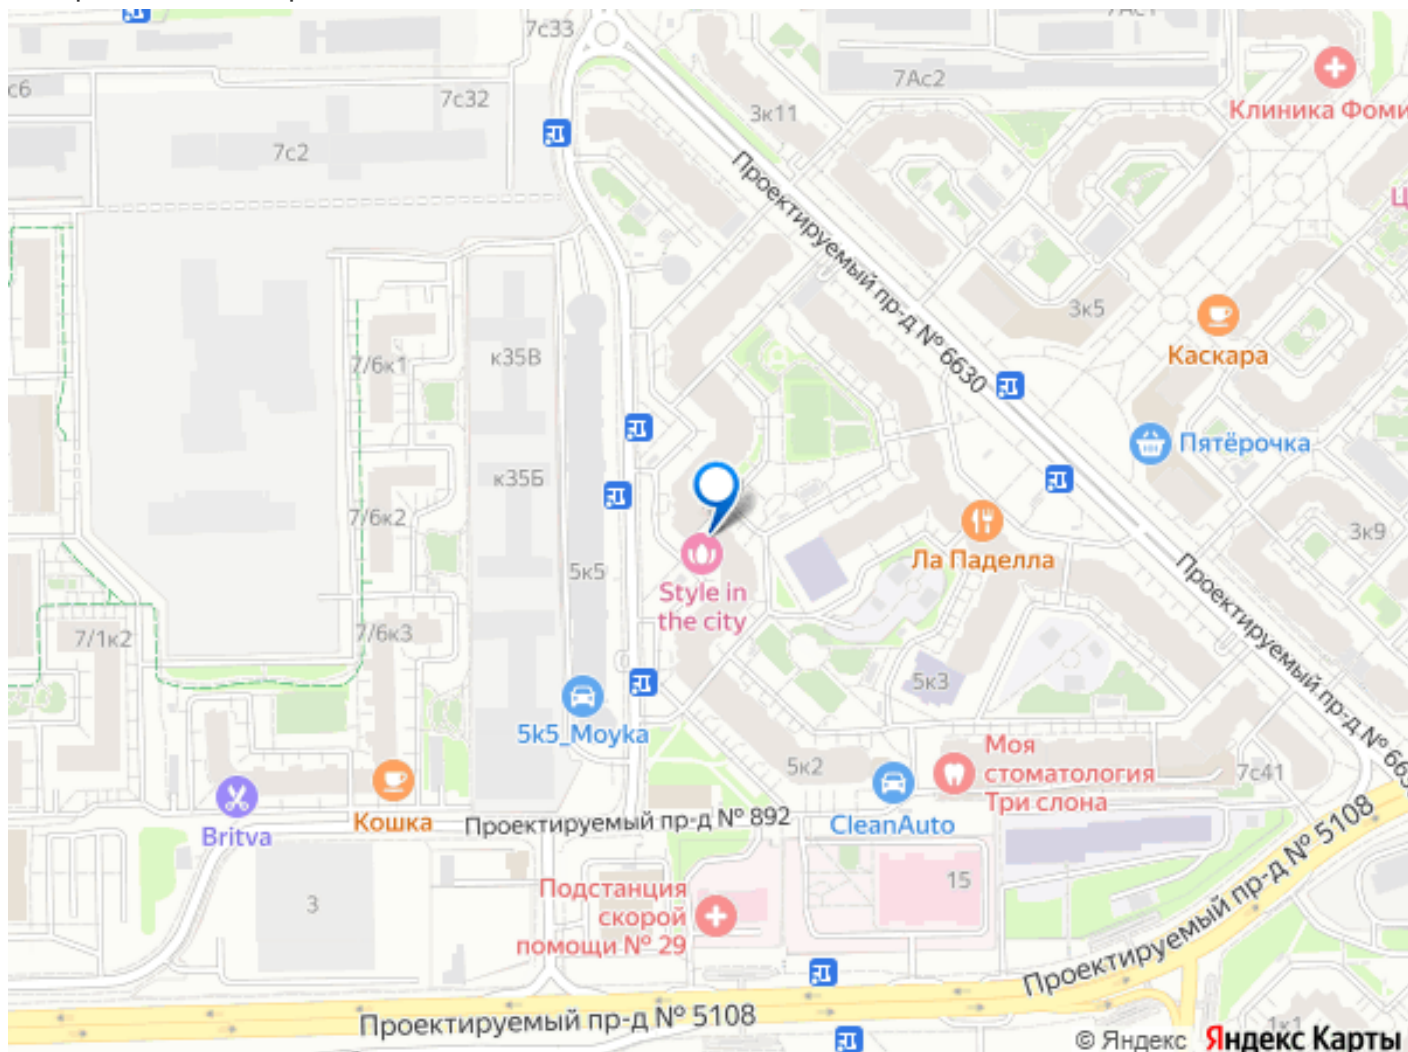 7с33
7с32
7Ас2
Клиника Фоми
с6
3к11
7с2
Проектируемый пр-д № 6630
3к5
Каскара
к35В
7/6к1
Пятёрочка
к35Б
7/6к2
3к9
Ла Паделла
5к5
Style in
the city
Проектируемый пр-д № 663
7/1к2
7/6к3
5к3
5k5_Moyka
5к2
Моя
стоматология
Три слона
7с41
Britva
Кошка
Проектируемый пр-д № 892
CleanAuto
Проектируемый пр-д № 5108
3
Подстанция
скорой
помощи № 29
15
Проектируемый пр-д № 5108
1к1
© Яндекс Яндекс Карты